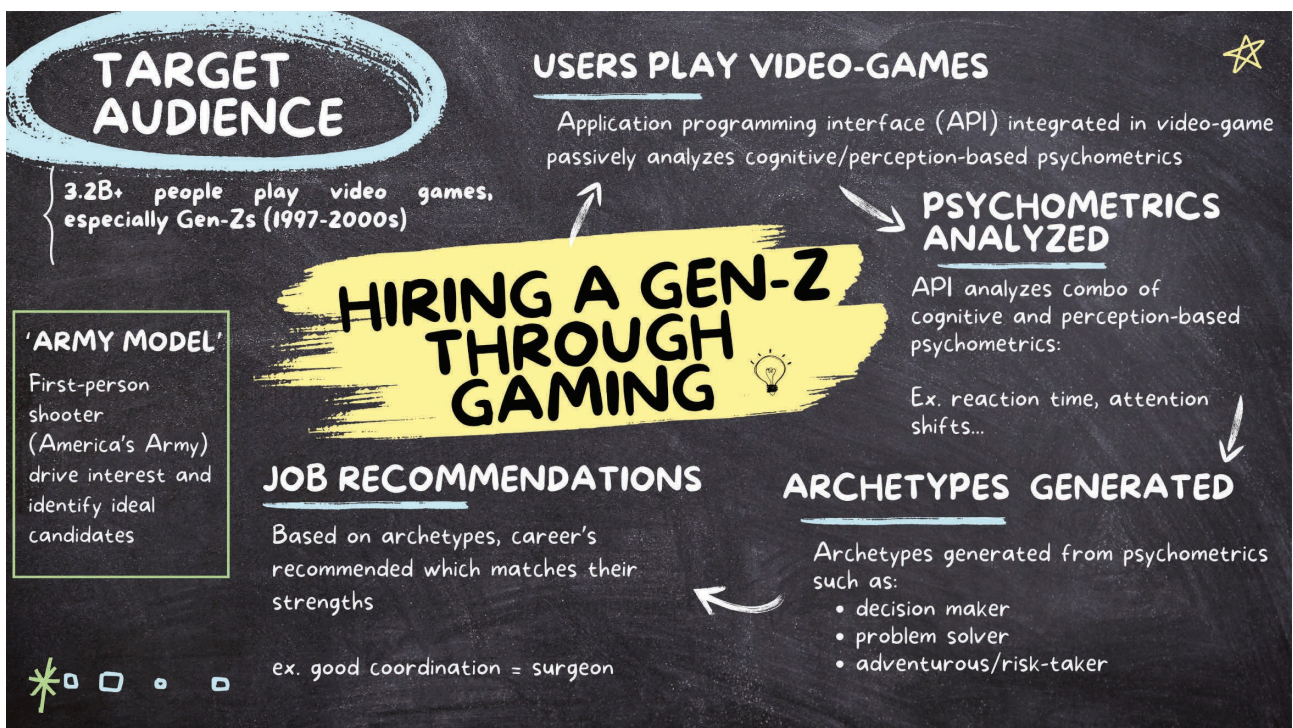 TARGET
AUDIENCE
3.2B+ people play video games,
especially Gen-Zs (1997-2000s)
'ARMY MODEL'
First-person
shooter
(America's Army)
drive interest and
identify ideal
candidates
HIRING A GEN-Z
THROUGH
GAMING
USERS PLAY VIDEO-GAMES
Application programming interface (API) integrated in video-game
passively analyzes cognitive/perception-based psychometrics
PSYCHOMETRICS
ANALYZED
API analyzes combo of
cognitive and perception-based
psychometrics:
Ex. reaction time, attention
shifts...
ARCHETYPES GENERATED
Archetypes generated from psychometrics
such as:
• decision maker
• problem solver
• adventurous/risk-taker
JOB RECOMMENDATIONS
Based on archetypes, career's
recommended which matches their
strengths
ex. good coordination = surgeon